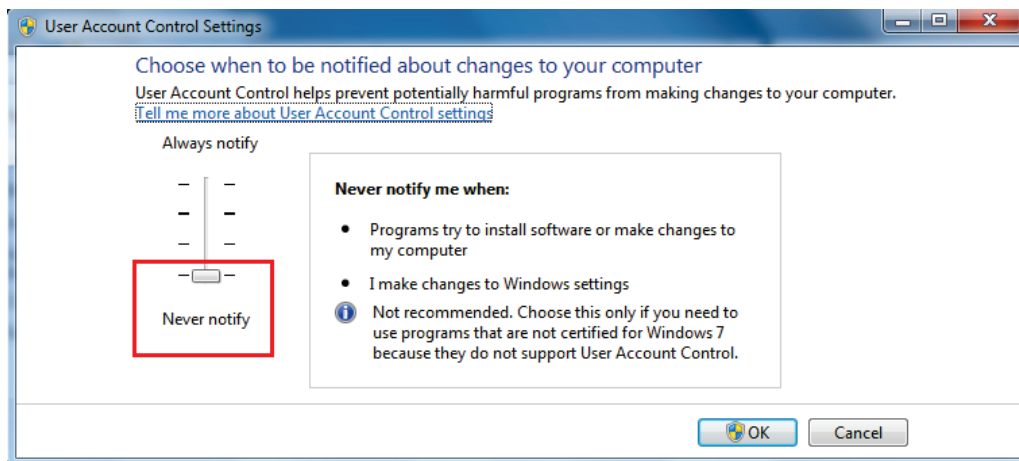 User Account Control Settings
Choose when to be notified about changes to your computer
User Account Control helps prevent potentially harmful programs from making changes to your computer.
Tell me more about User Account Control settings
Always notify
Never notify me when:
• Programs try to install software or make changes to
my computer
• I make changes to Windows settings
Not recommended. Choose this only if you need to
use programs that are not certified for Windows 7
because they do not support User Account Control.
Never notify
OK
Cancel